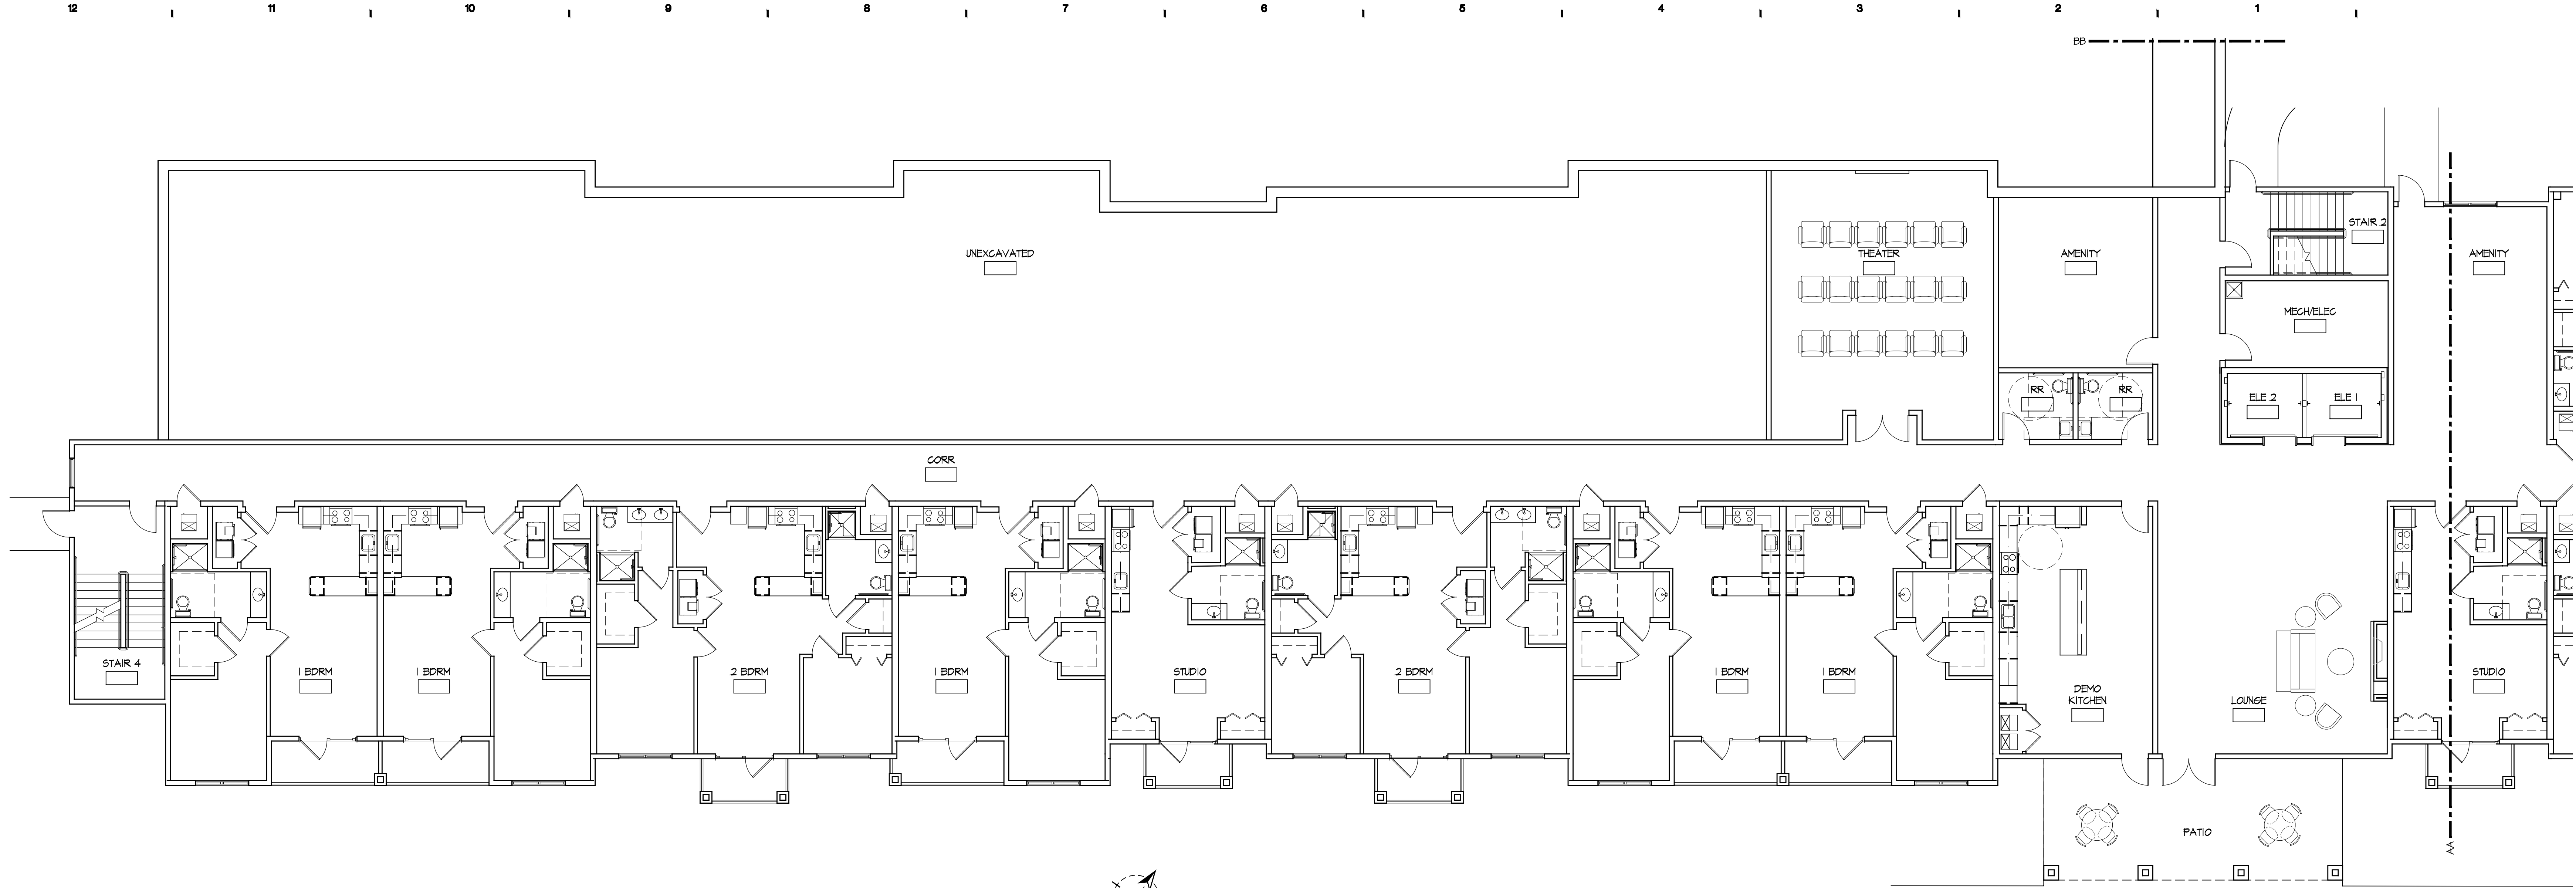 12 11 10 9 8 7 6 5 4 3 2 1
BB
STAIR 2
UNEXCAVATED
THEATER
AMENITY
AMENITY
MECH/ELEC
RR
RR
ELE 2
ELE 1
CORR
STAIR 4
1 BDRM
1 BDRM
2 BDRM
1 BDRM
STUDIO
2 BDRM
1 BDRM
1 BDRM
DEMO
KITCHEN
LOUNGE
STUDIO
PATIO
AA